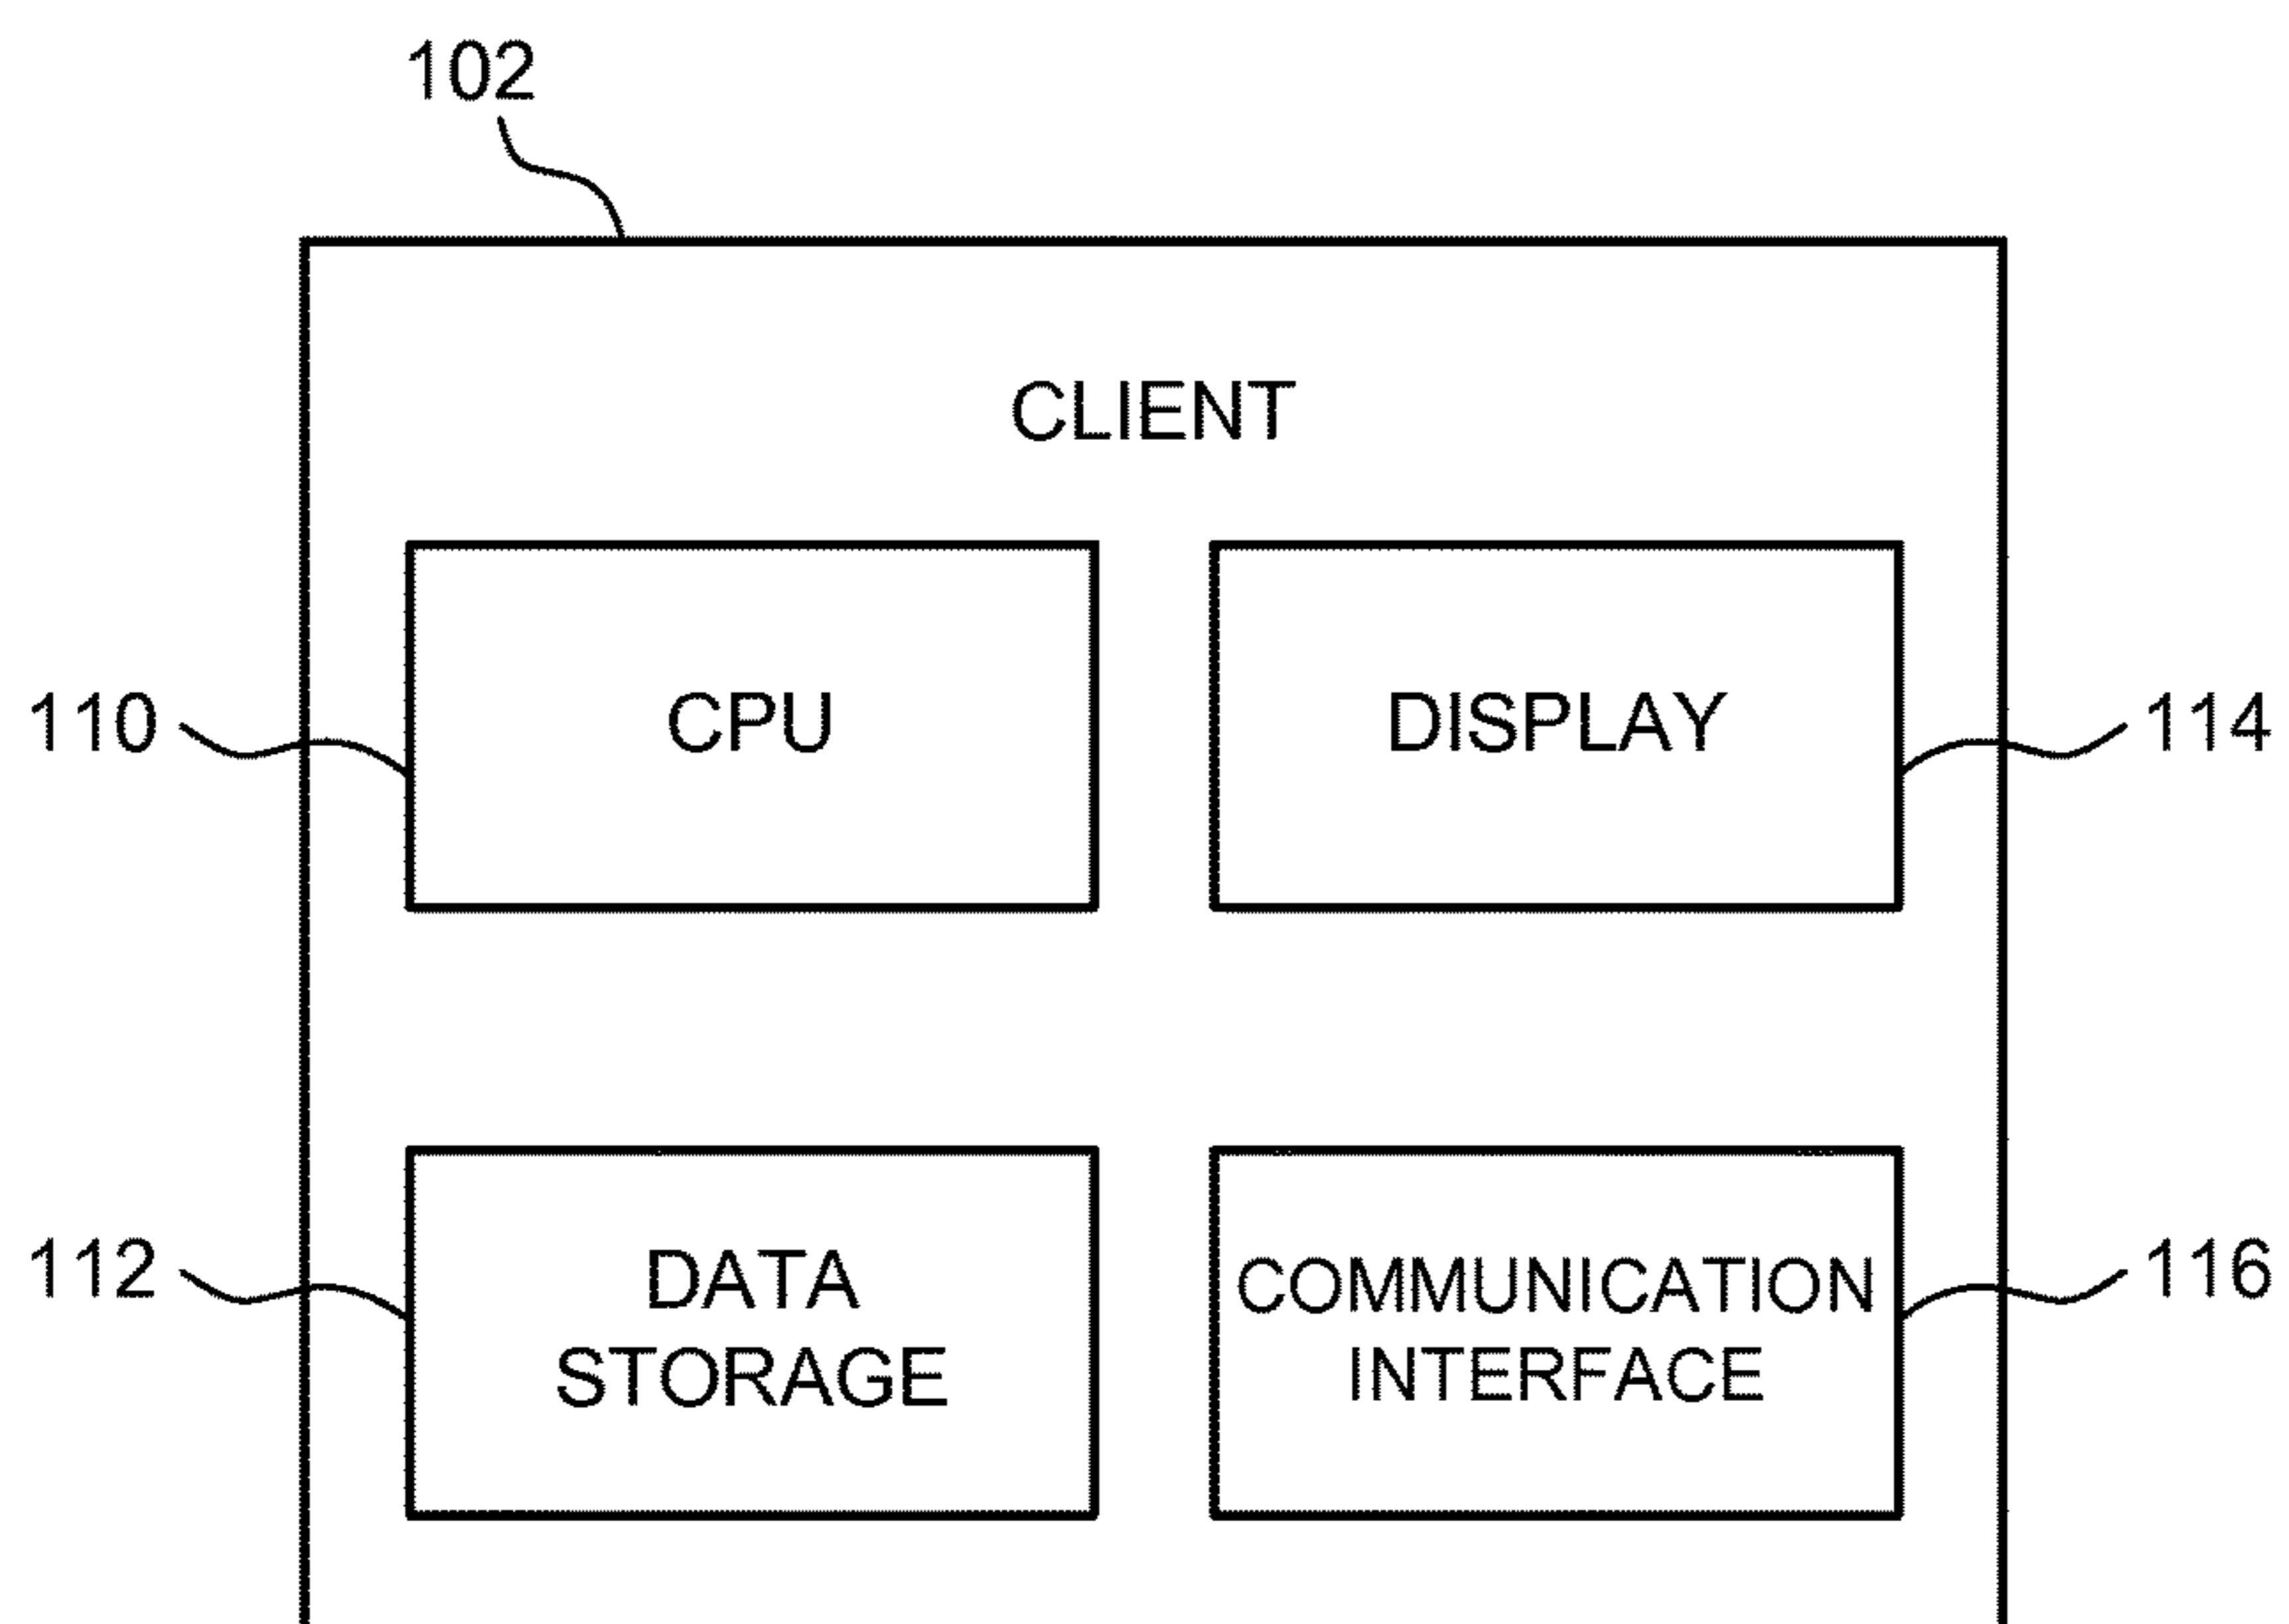 102
CLIENT
110
CPU
DISPLAY
114
112
DATA
STORAGE
COMMUNICATION
INTERFACE
116